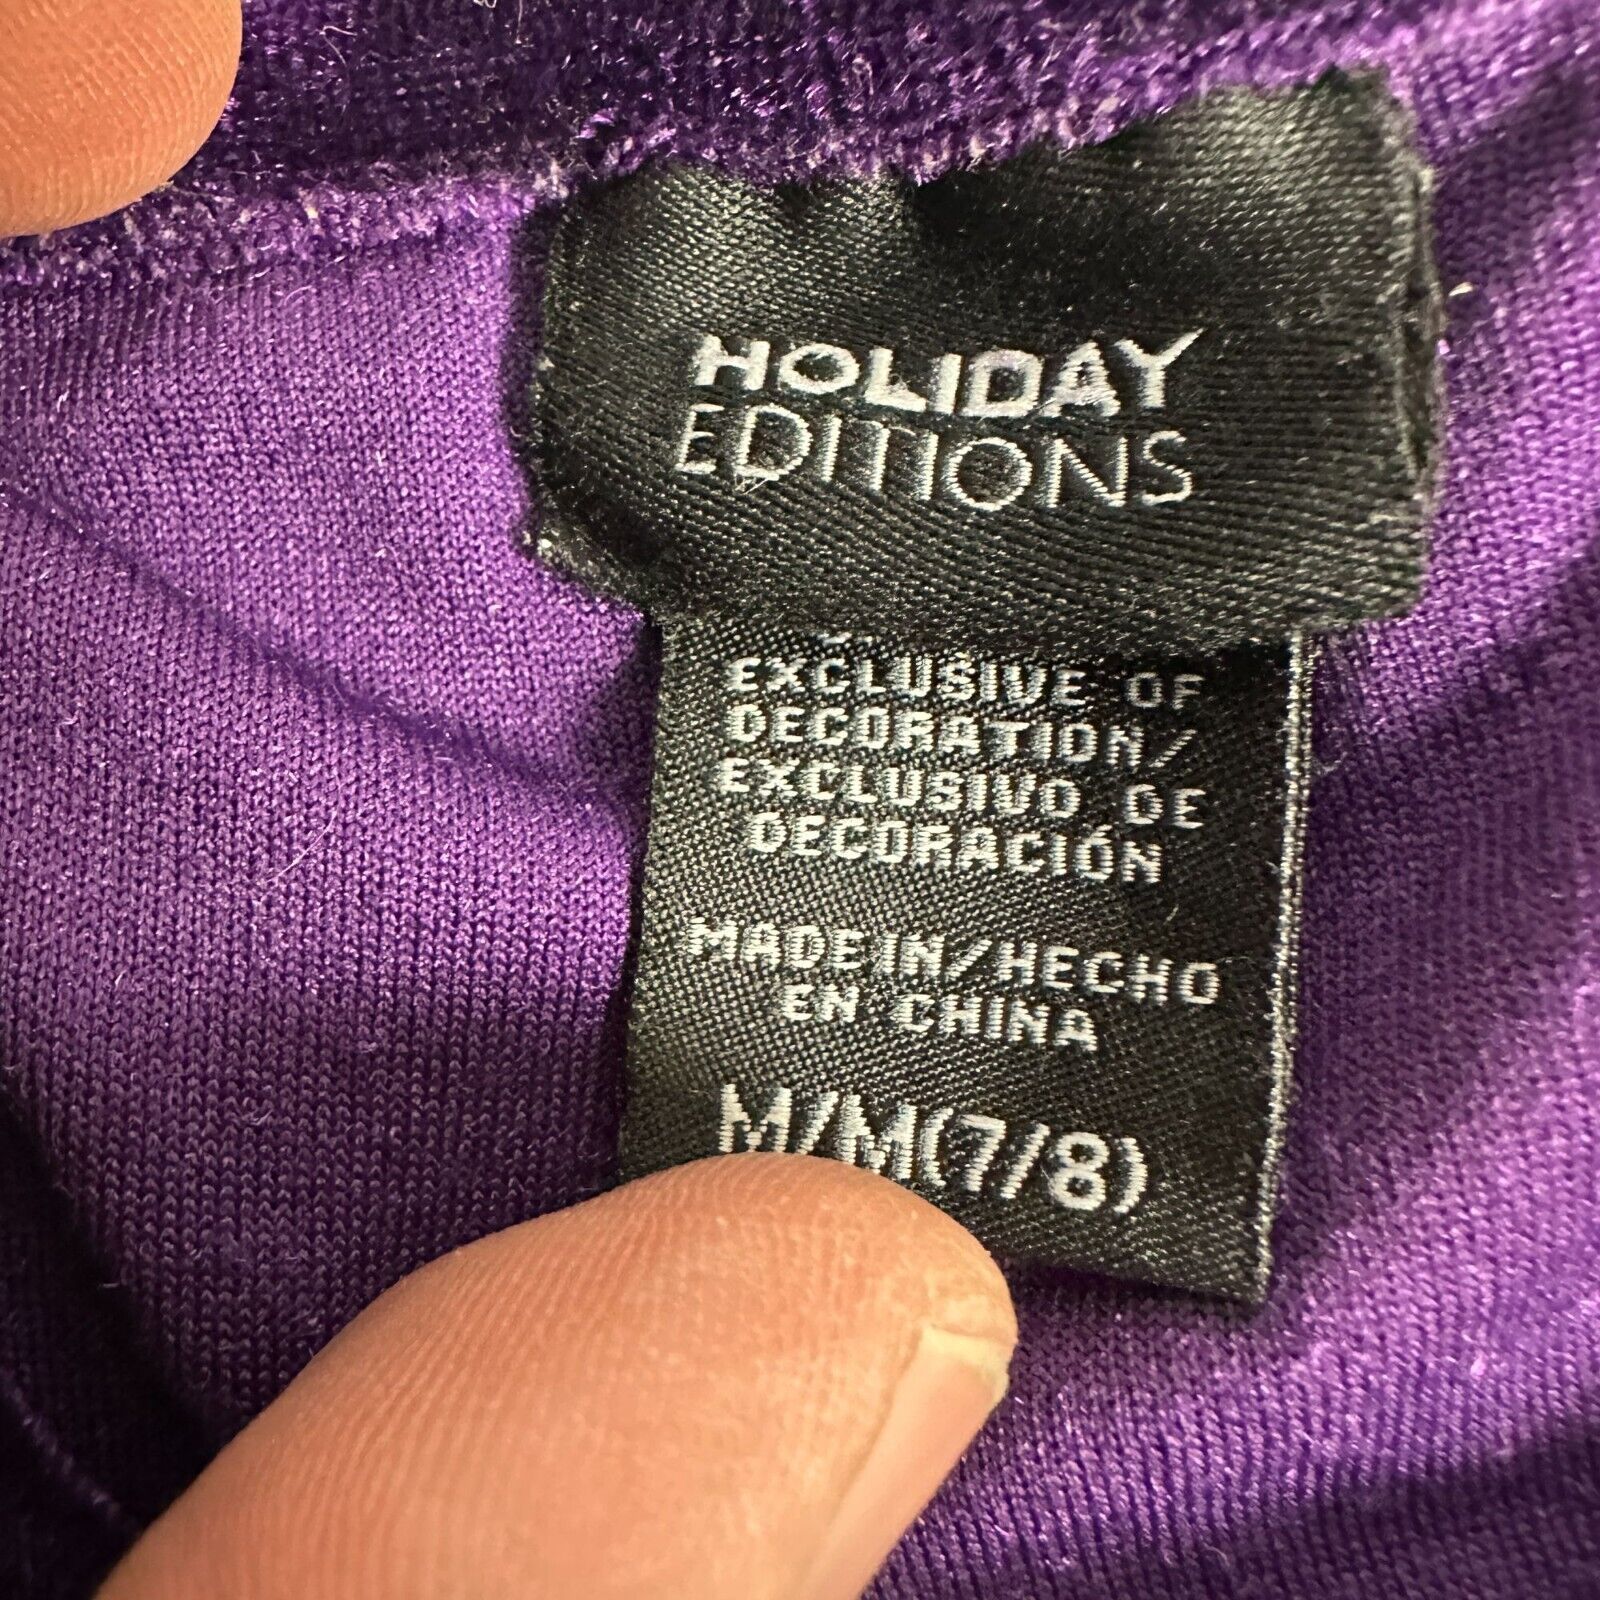 HOLIDAY
EDITIONS
EXCLUSIVE OF
DECORATION/
EXCLUSIVO DE
DECORACIÓN
MADE IN/HECHO
EN CHINA
M/M(7/8)